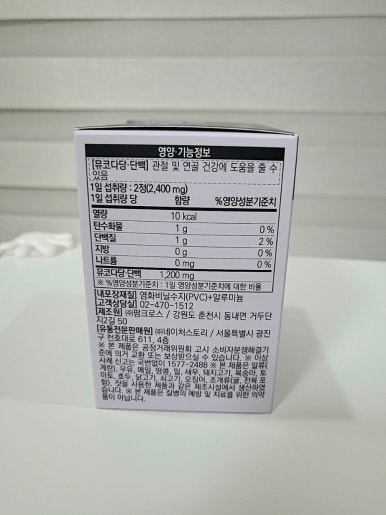 영양·기능정보
[뮤코다당·단백] 관절 및 연골 건강에 도움을 줄 수
있음
1일 섭취량 : 2정(2,400 mg)
1일 섭취량 당 함량 %영양성분기준치
열량 10 kcal
탄수화물 1 g 0 %
단백질 1 g 2 %
지방 0 g 0 %
나트륨 0 mg 0 %
뮤코다당·단백 1,200 mg
※ %영양성분기준치 : 1일 영양성분기준치에 대한 비율
[내포장재질] 염화비닐수지(PVC)+알루미늄
[고객상담실] 02-470-1512
[제조원] ㈜팜크로스 / 강원도 춘천시 동내면 거두단
지2길 50
[유통전문판매원] ㈜네이처스토리 / 서울특별시 광진
구 천호대로 611, 4층
※ 본 제품은 공정거래위원회 고시 소비자분쟁해결기
준에 의거 교환 또는 보상받으실 수 있습니다. ※ 이상
사례 신고는 국번없이 1577-2488 ※ 본 제품은 알류(
계란), 우유, 메밀, 땅콩, 밀, 새우, 돼지고기, 복숭아, 토
마토, 호두, 닭고기, 쇠고기, 오징어, 조개류(굴, 전복, 홍
합), 잣을 사용한 제품과 같은 제조시설에서 생산하였
습니다. ※ 본 제품은 질병의 예방 및 치료를 위한 의약
품이 아닙니다.